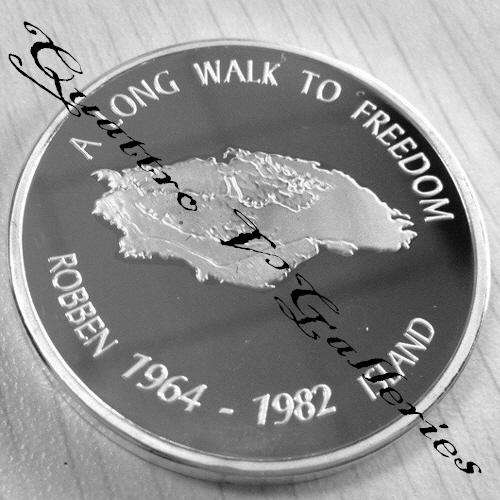 A LONG WALK TO FREEDOM
ROBBEN 1964 - 1982 ISLAND
Quattro V Galleries